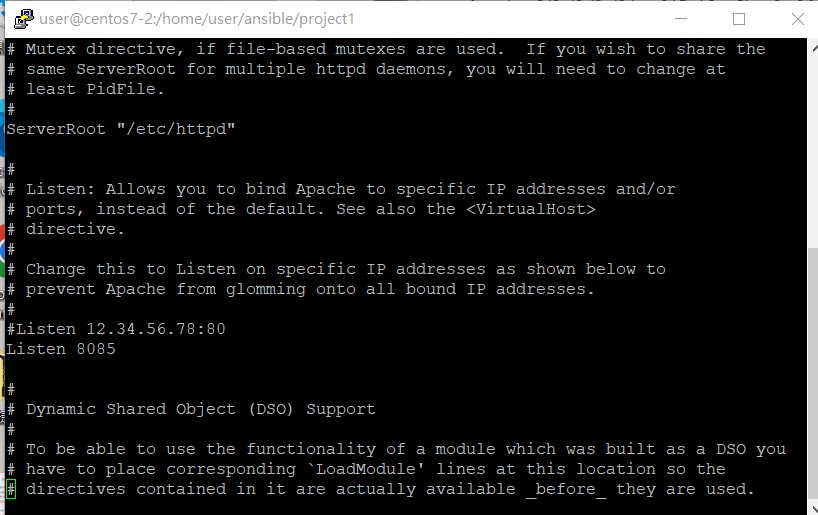 user@centos7-2:/home/user/ansible/project1
# Mutex directive, if file-based mutexes are used.  If you wish to share the
# same ServerRoot for multiple httpd daemons, you will need to change at
# least PidFile.
#
ServerRoot "/etc/httpd"
#
# Listen: Allows you to bind Apache to specific IP addresses and/or
# ports, instead of the default. See also the <VirtualHost>
# directive.
#
# Change this to Listen on specific IP addresses as shown below to
# prevent Apache from glomming onto all bound IP addresses.
#
#Listen 12.34.56.78:80
Listen 8085
#
# Dynamic Shared Object (DSO) Support
#
# To be able to use the functionality of a module which was built as a DSO you
# have to place corresponding `LoadModule' lines at this location so the
# directives contained in it are actually available _before_ they are used.